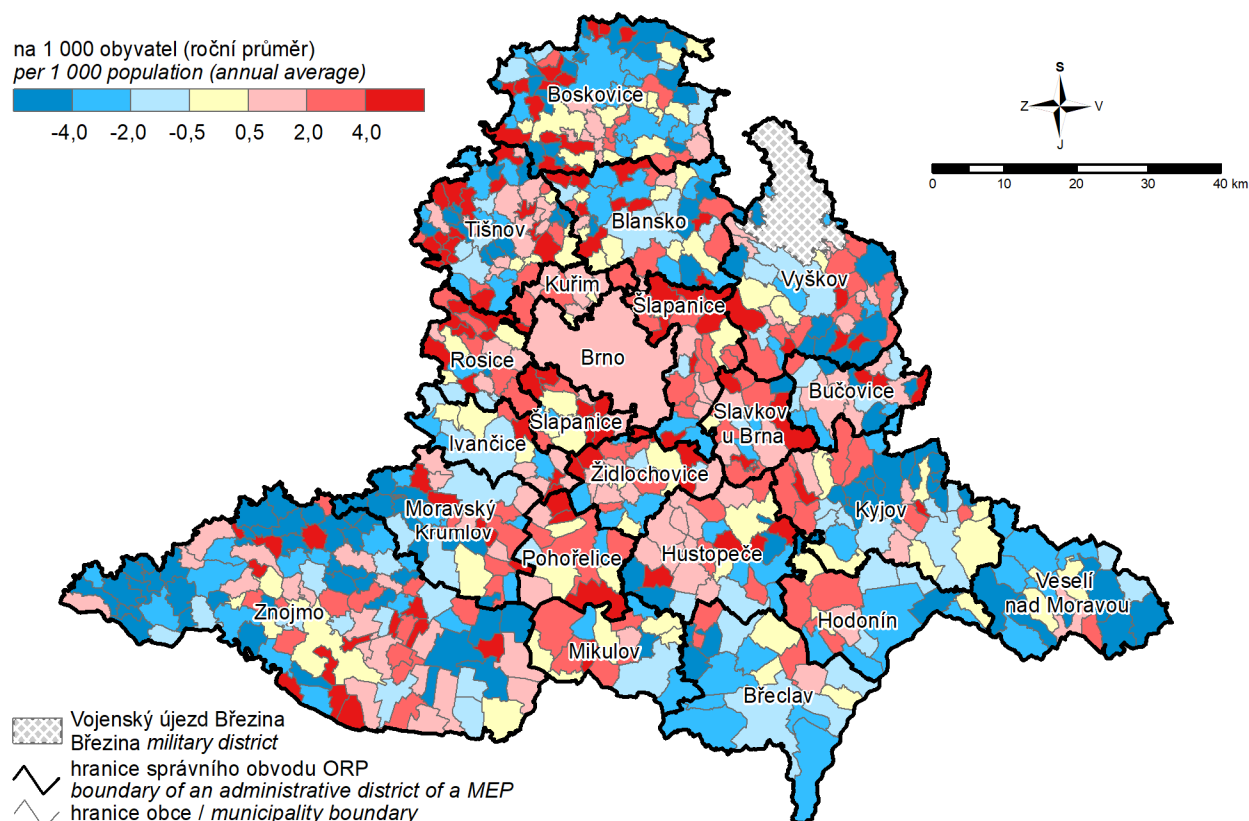 na 1 000 obyvatel (roční průměr)
per 1 000 population (annual average)
-4,0 -2,0 -0,5 0,5 2,0 4,0
S
Z V
J
0 10 20 30 40 km
Boskovice
Tišnov
Blansko
Vyškov
Kuřim
Šlapanice
Brno
Rosice
Bučovice
Slavkov
u Brna
Šlapanice
Ivančice
Židlochovice
Moravský
Krumlov
Kyjov
Pohořelice
Hustopeče
Veselí
nad Moravou
Znojmo
Hodonín
Mikulov
Břeclav
Vojenský újezd Březina
Březina military district
hranice správního obvodu ORP
boundary of an administrative district of a MEP
hranice obce / municipality boundary